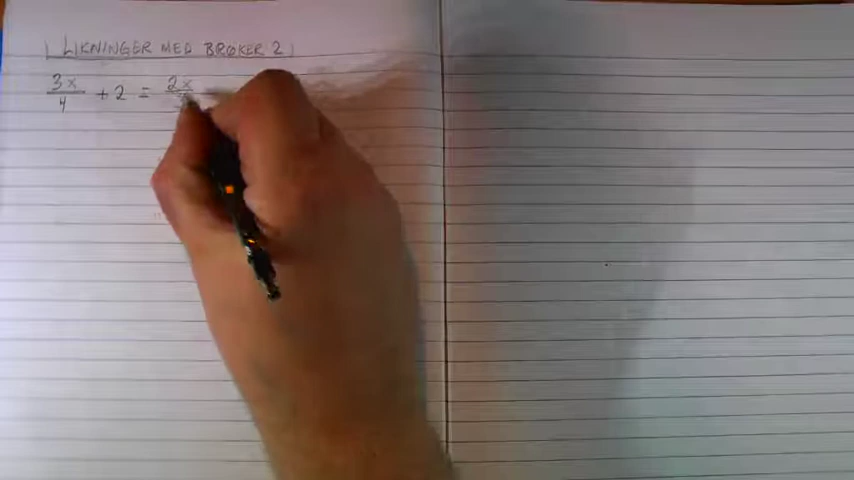 LIKNINGER MED BRØKER 2
3x/4 + 2 = 2x/